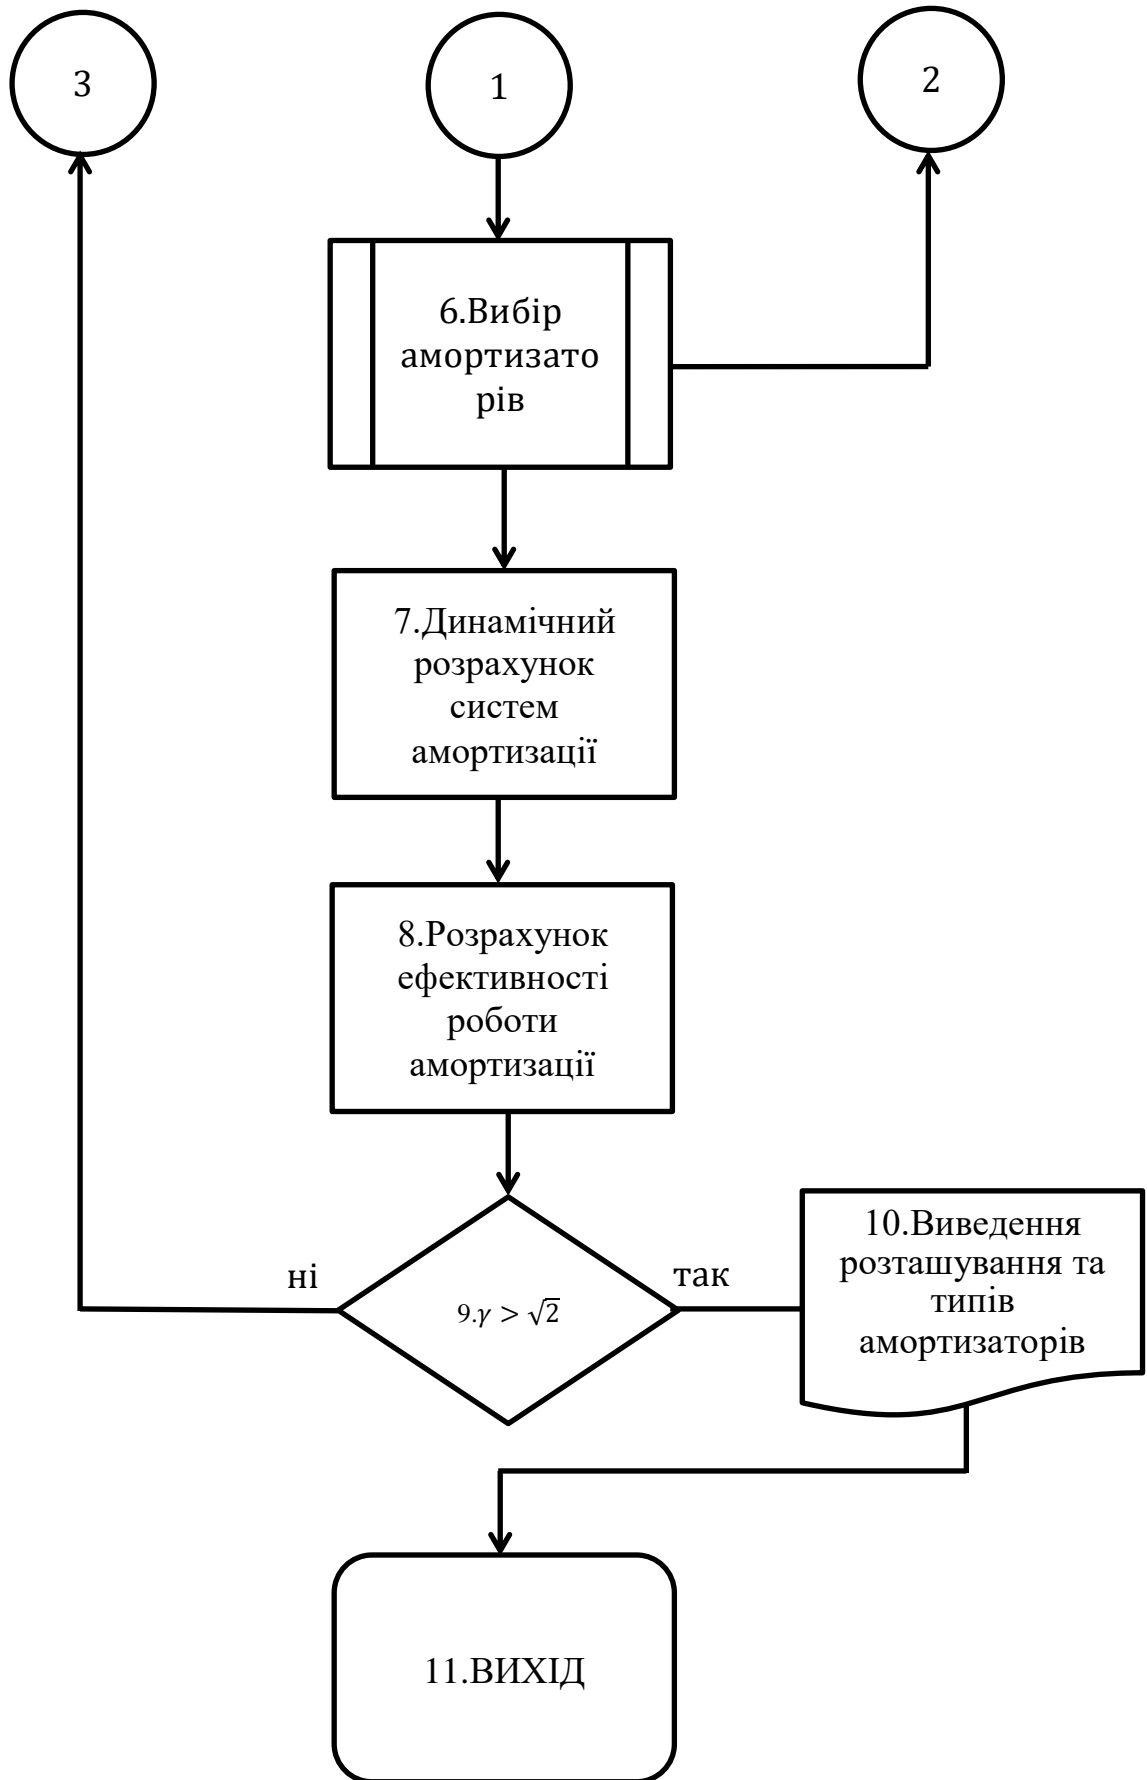 3
1
2
6.Вибір
амортизато
рів
7.Динамічний
розрахунок
систем
амортизації
8.Розрахунок
ефективності
роботи
амортизації
ні
9.γ > √2
так
10.Виведення
розташування та
типів
амортизаторів
11.ВИХІД